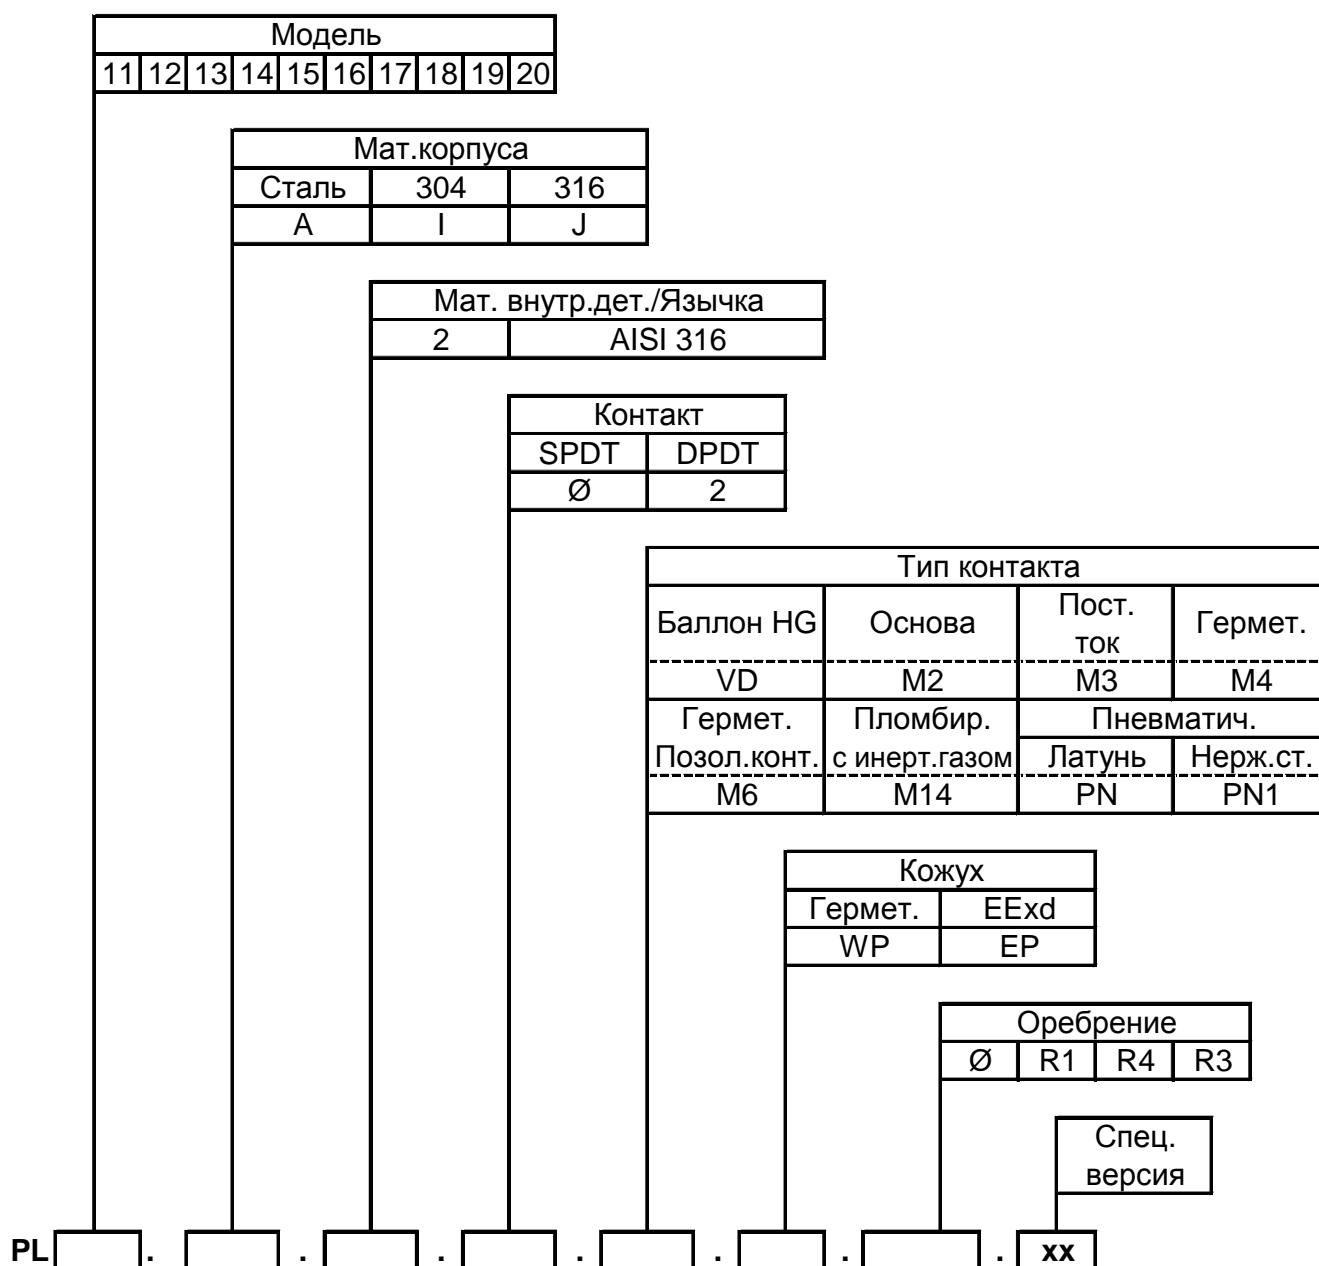 Модель
11 12 13 14 15 16 17 18 19 20
Мат.корпуса
Сталь 304 316
A I J
Мат. внутр.дет./Язычка
2 AISI 316
Контакт
SPDT DPDT
Ø 2
Тип контакта
Баллон HG Основа Пост. ток Гермет.
VD M2 M3 M4
Гермет. Пломбир. Пневматич.
Позол.конт. с инерт.газом Латунь Нерж.ст.
M6 M14 PN PN1
Кожух
Гермет. EExd
WP EP
Оребрение
Ø R1 R4 R3
Спец.
версия
PL . . . . . . . xx